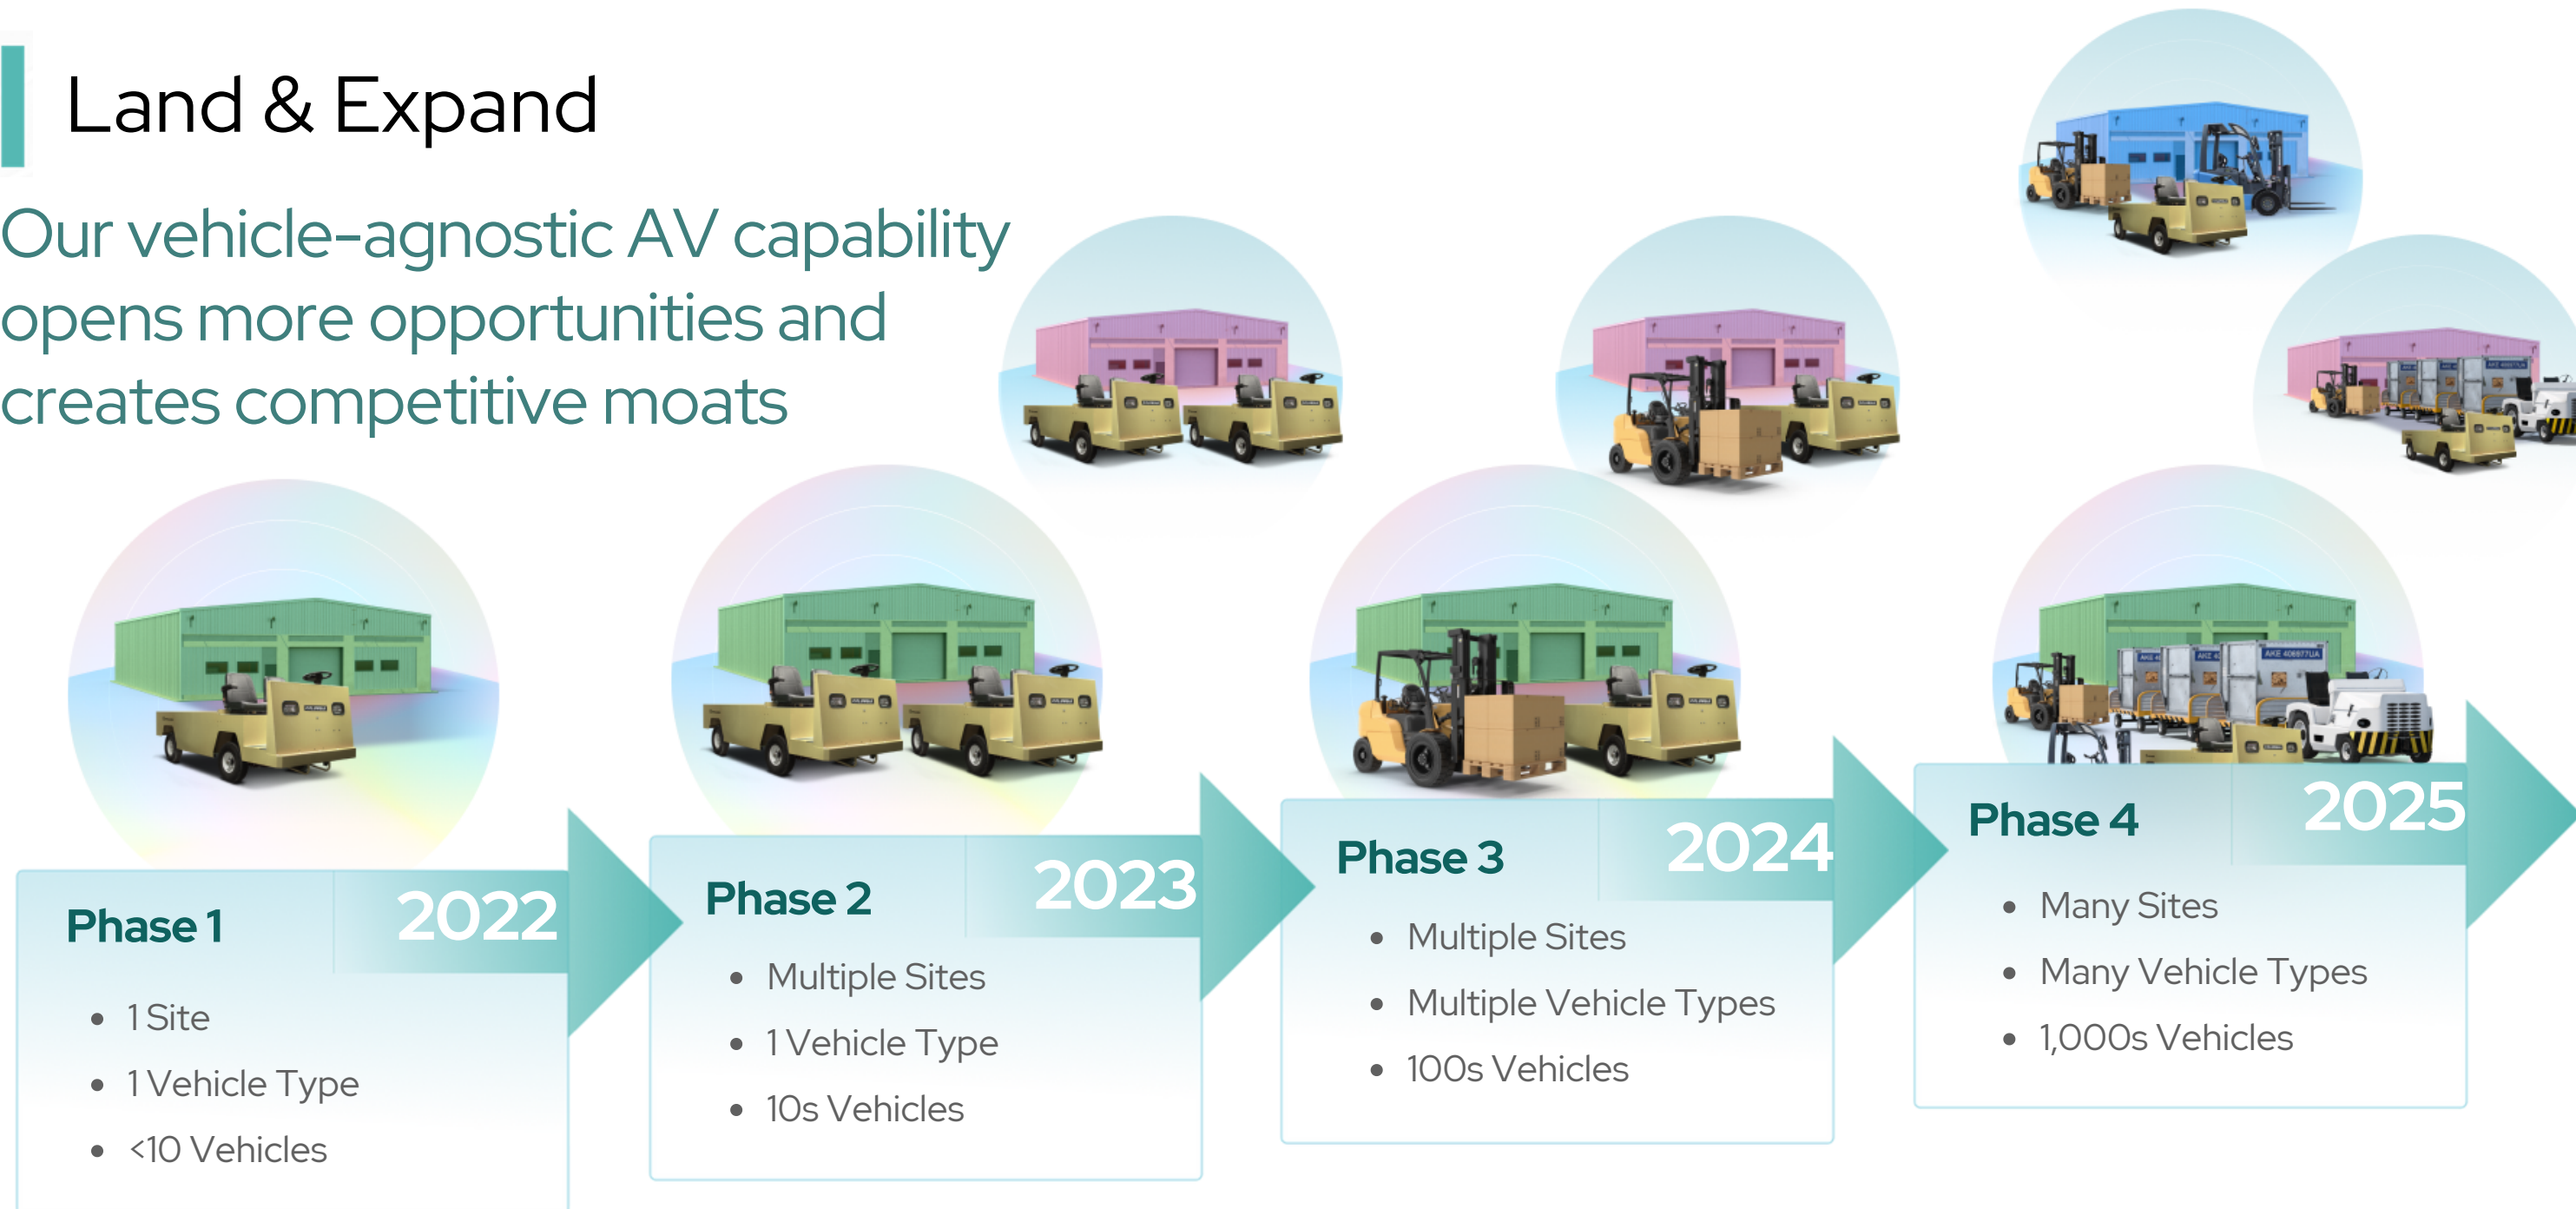 Land & Expand
Our vehicle-agnostic AV capability
opens more opportunities and
creates competitive moats
Phase 1
2022
• 1 Site
• 1 Vehicle Type
• <10 Vehicles
Phase 2
2023
• Multiple Sites
• 1 Vehicle Type
• 10s Vehicles
Phase 3
2024
• Multiple Sites
• Multiple Vehicle Types
• 100s Vehicles
AKE 406977UA
Phase 4
2025
• Many Sites
• Many Vehicle Types
• 1,000s Vehicles